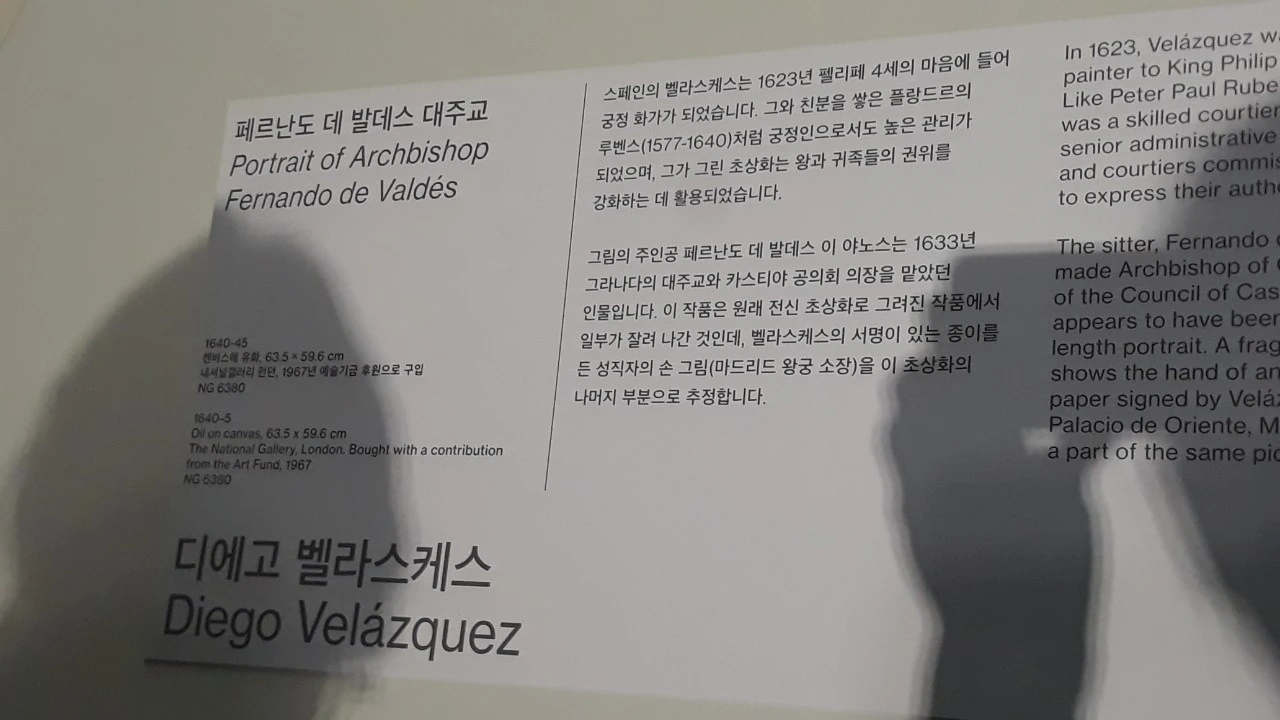 페르난도 데 발데스 대주교
Portrait of Archbishop
Fernando de Valdés
1640-45
캔버스에 유화, 63.5 × 59.6 cm
내셔널갤러리 런던, 1967년 예술기금 후원으로 구입
NG 6380
1640–5
Oil on canvas, 63.5 x 59.6 cm
The National Gallery, London. Bought with a contribution
from the Art Fund, 1967
NG 6380
디에고 벨라스케스
Diego Velázquez
스페인의 벨라스케스는 1623년 펠리페 4세의 마음에 들어
궁정 화가가 되었습니다. 그와 친분을 쌓은 플랑드르의
루벤스(1577-1640)처럼 궁정인으로서도 높은 관리가
되었으며, 그가 그린 초상화는 왕과 귀족들의 권위를
강화하는 데 활용되었습니다.
그림의 주인공 페르난도 데 발데스 이 야노스는 1633년
그라나다의 대주교와 카스티야 공의회 의장을 맡았던
인물입니다. 이 작품은 원래 전신 초상화로 그려진 작품에서
일부가 잘려 나간 것인데, 벨라스케스의 서명이 있는 종이를
든 성직자의 손 그림(마드리드 왕궁 소장)을 이 초상화의
나머지 부분으로 추정합니다.
In 1623, Velázquez
painter to King Philip
Like Peter Paul
was a skilled
senior administrative
and courtiers
to express their
The sitter, Fernando
made Archbishop of
of the Council of
appears to have been
length portrait. A
shows the hand of
paper signed by
Palacio de Oriente,
a part of the same